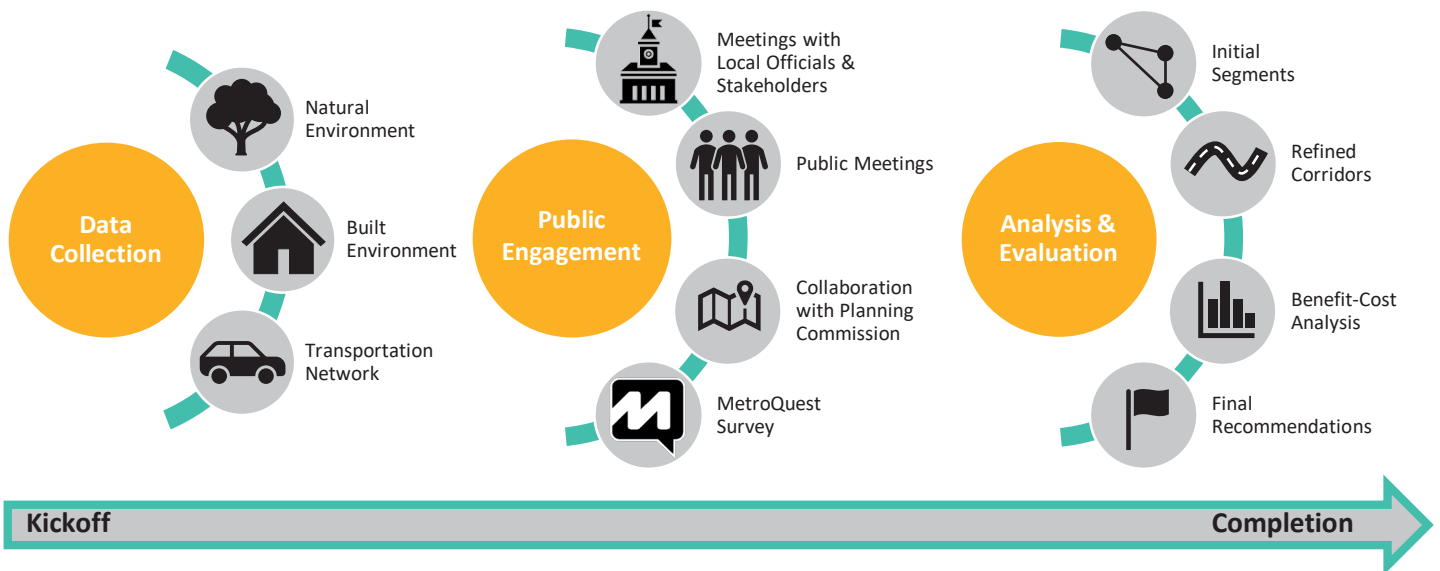 Data
Collection
Natural
Environment
Built
Environment
Transportation
Network
Public
Engagement
Meetings with
Local Officials &
Stakeholders
Public Meetings
Collaboration
with Planning
Commission
MetroQuest
Survey
Analysis &
Evaluation
Initial
Segments
Refined
Corridors
Benefit-Cost
Analysis
Final
Recommendations
Kickoff
Completion